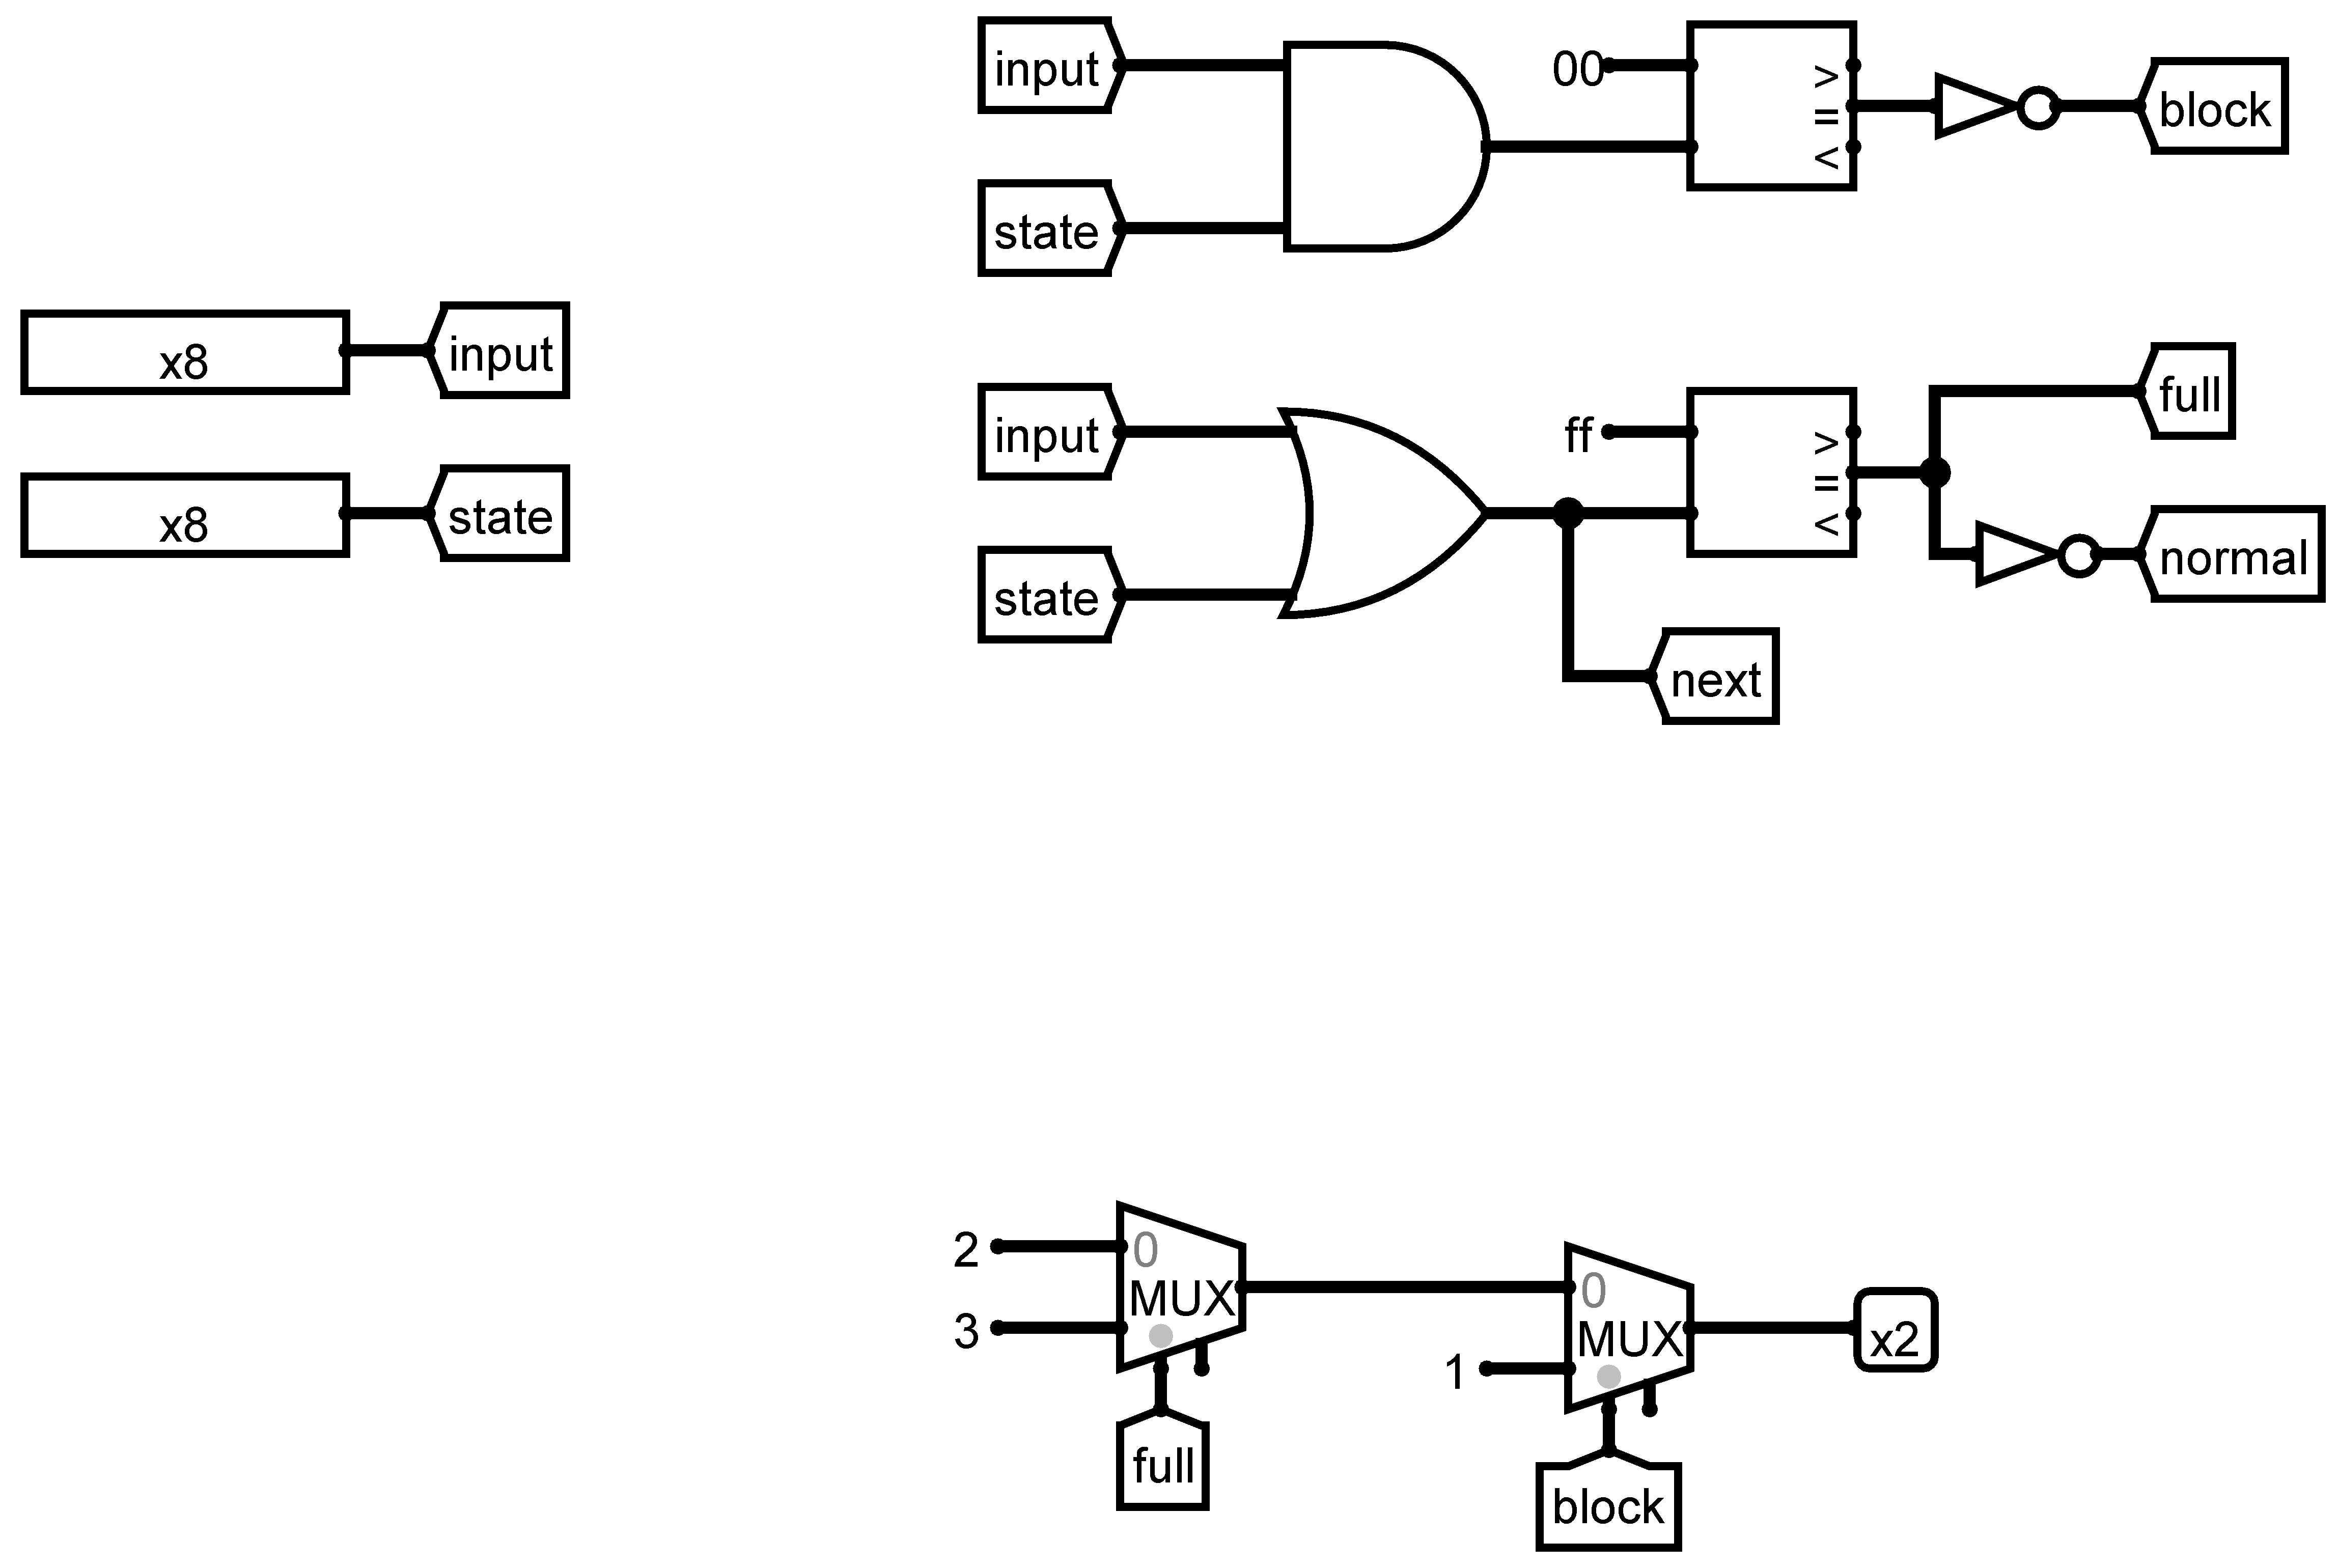 input
state
00
>
=
<
block
x8
input
x8
state
input
state
ff
>
=
<
full
normal
next
2
3
0
MUX
full
0
MUX
1
block
x2